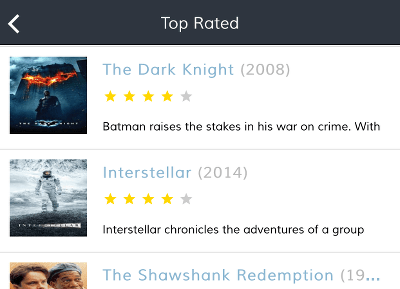 Top Rated
The Dark Knight (2008)
Batman raises the stakes in his war on crime. With
Interstellar (2014)
INTERSTELLAR
Interstellar chronicles the adventures of a group
The Shawshank Redemption (19...